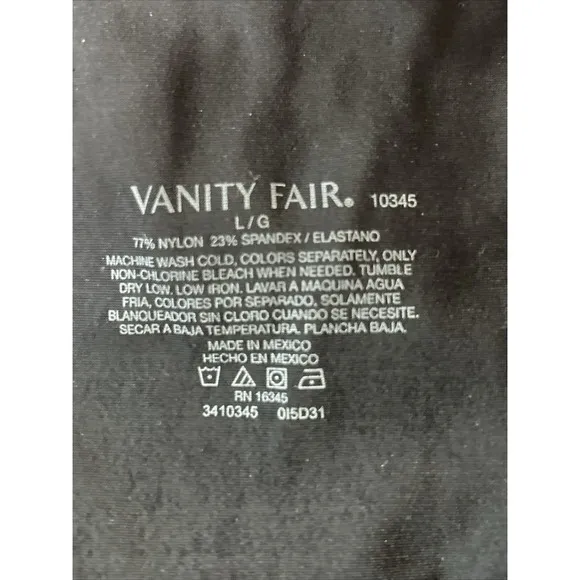 VANITY FAIR® 10345
L / G
77% NYLON 23% SPANDEX / ELASTANO
MACHINE WASH COLD, COLORS SEPARATELY, ONLY
NON-CHLORINE BLEACH WHEN NEEDED. TUMBLE
DRY LOW. LOW IRON. LAVAR A MAQUINA AGUA
FRIA, COLORES POR SEPARADO. SOLAMENTE
BLANQUEADOR SIN CLORO CUANDO SE NECESITE.
SECAR A BAJA TEMPERATURA. PLANCHA BAJA.
MADE IN MEXICO
HECHO EN MEXICO
RN 16345
3410345 0I5D31